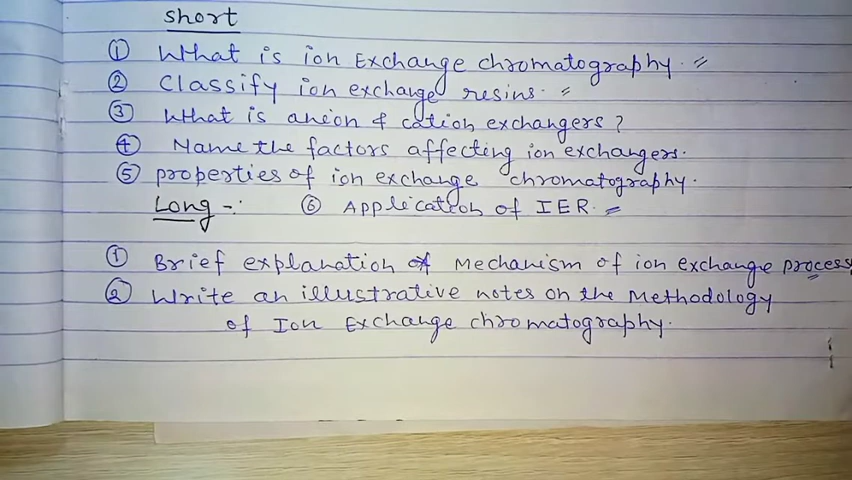 short
① What is ion Exchange chromatography.
② Classify ion exchange resins.
③ What is aneon & cation exchangers?
④ Name the factors affecting ion exchangers.
⑤ properties of ion exchange chromatography.
Long -: ⑥ Application of IER.
① Brief explanation of Mechanism of ion exchange process
② Write an illustrative notes on the Methodology
of Ion Exchange chromatography.